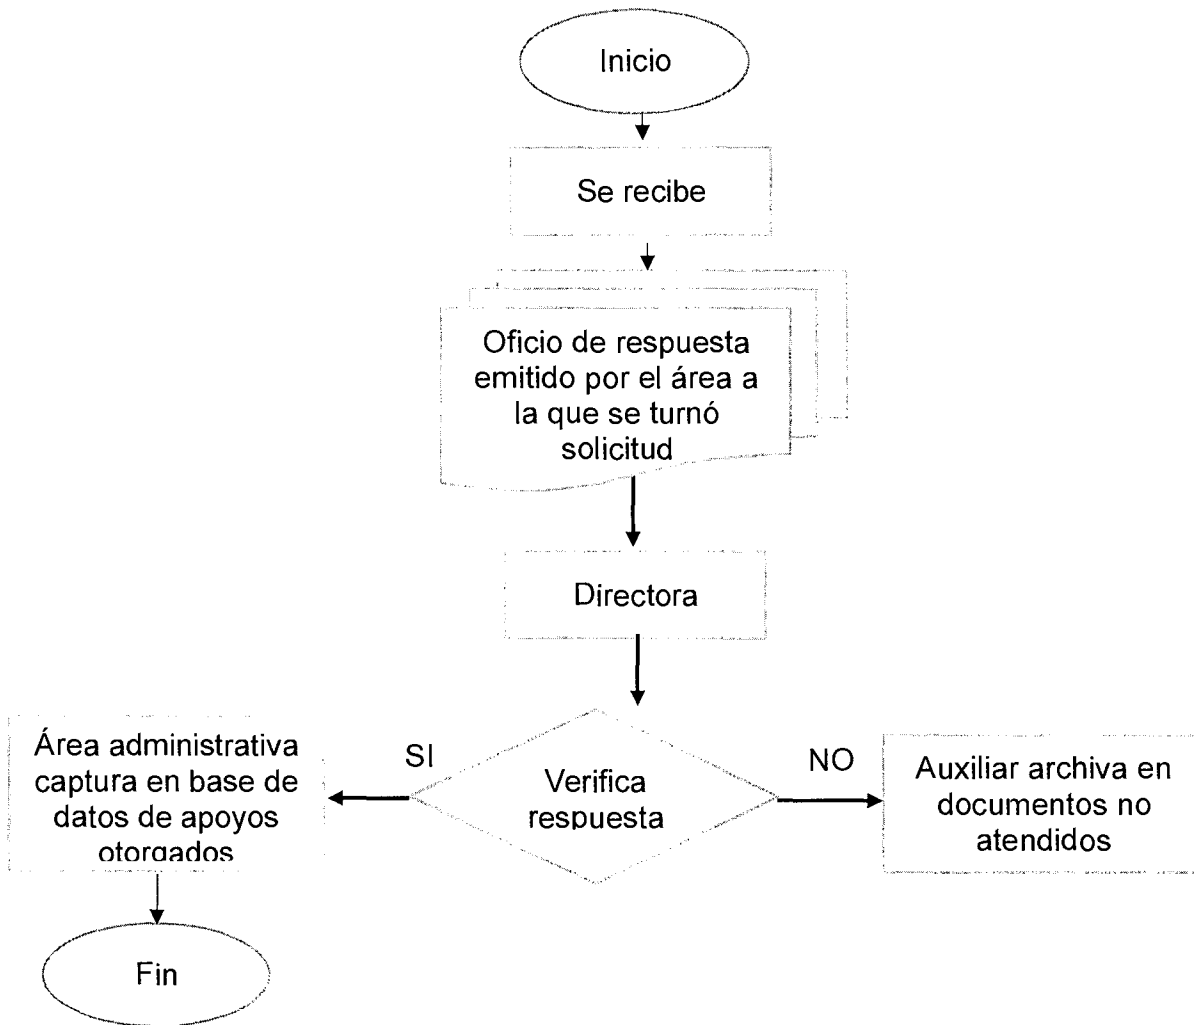 Inicio
Se recibe
Oficio de respuesta
emitido por el área a
la que se turnó
solicitud
Directora
Verifica
respuesta
SI
NO
Área administrativa
captura en base de
datos de apoyos
otorgados
Auxiliar archiva en
documentos no
atendidos
Fin